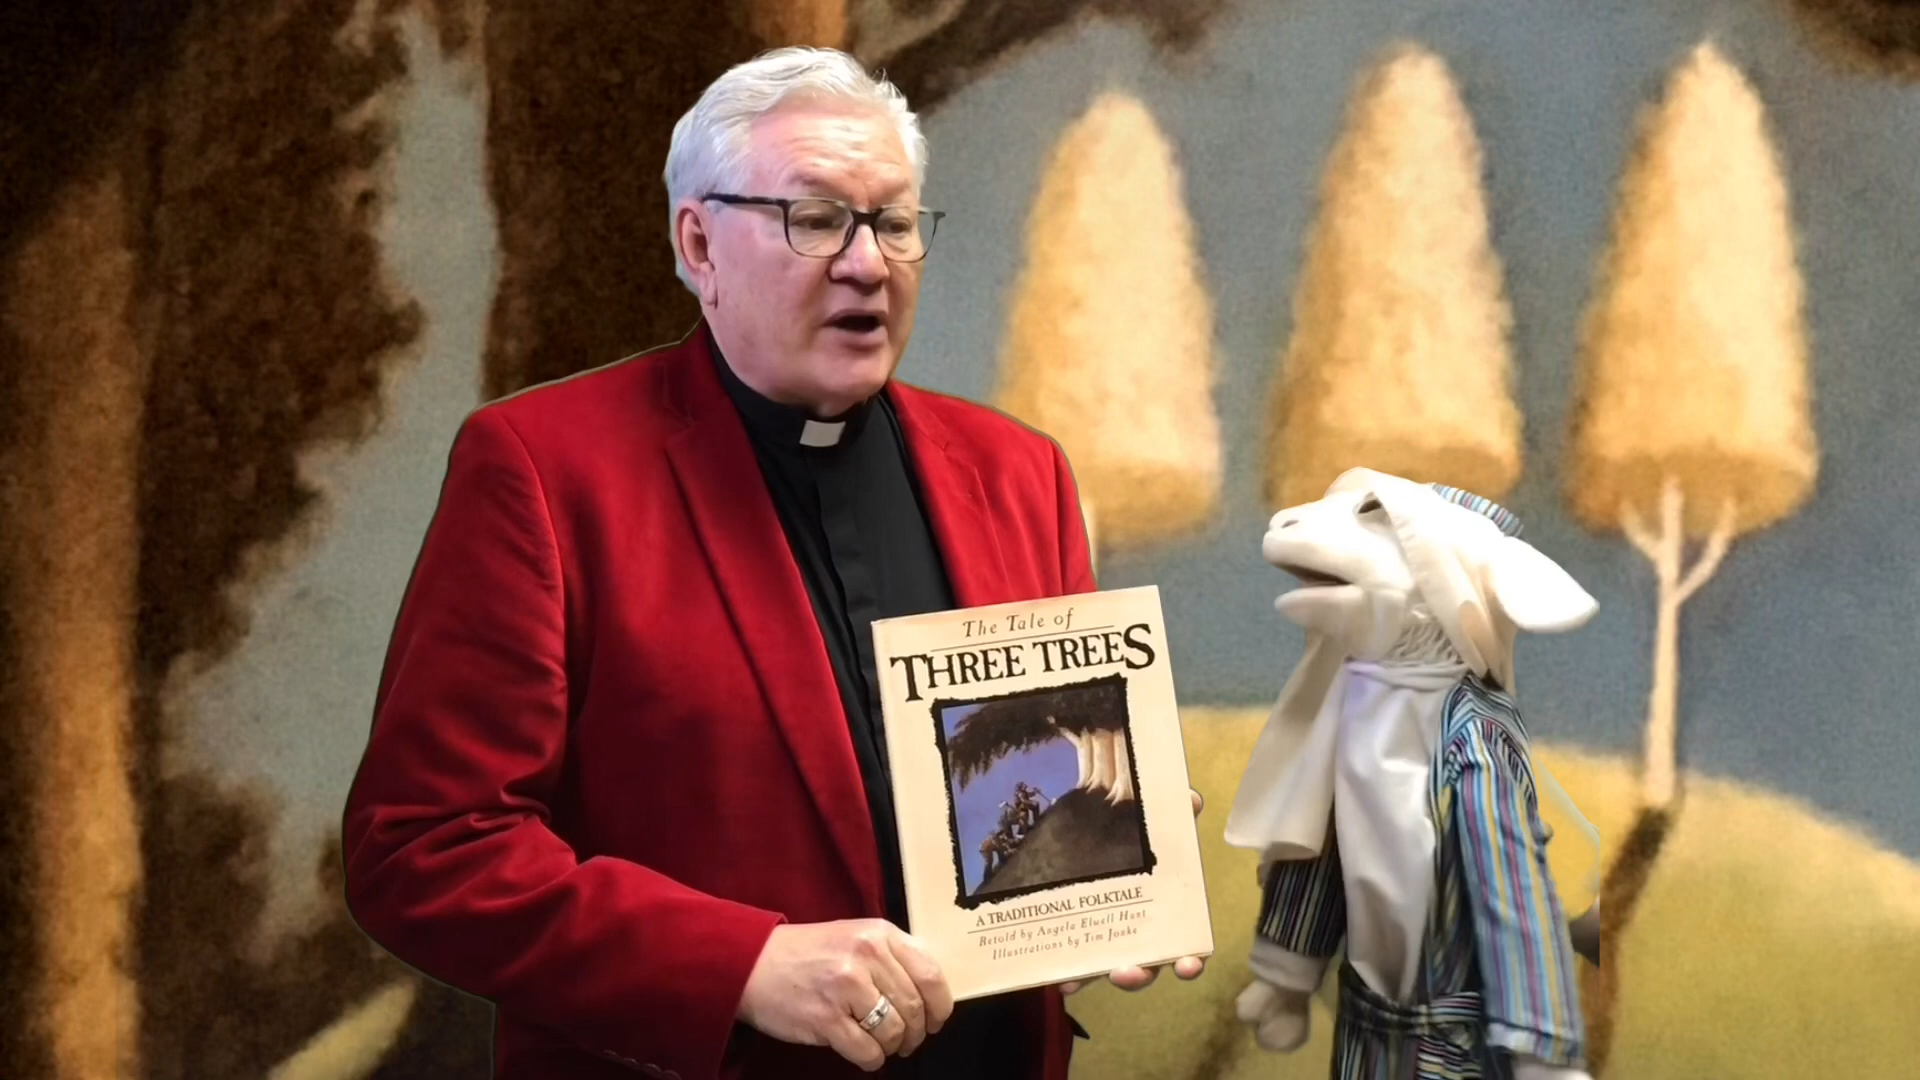 The Tale of
THREE TREES
A TRADITIONAL FOLKTALE
Retold by Angela Elwell Hunt
Illustrations by Tim Jonke